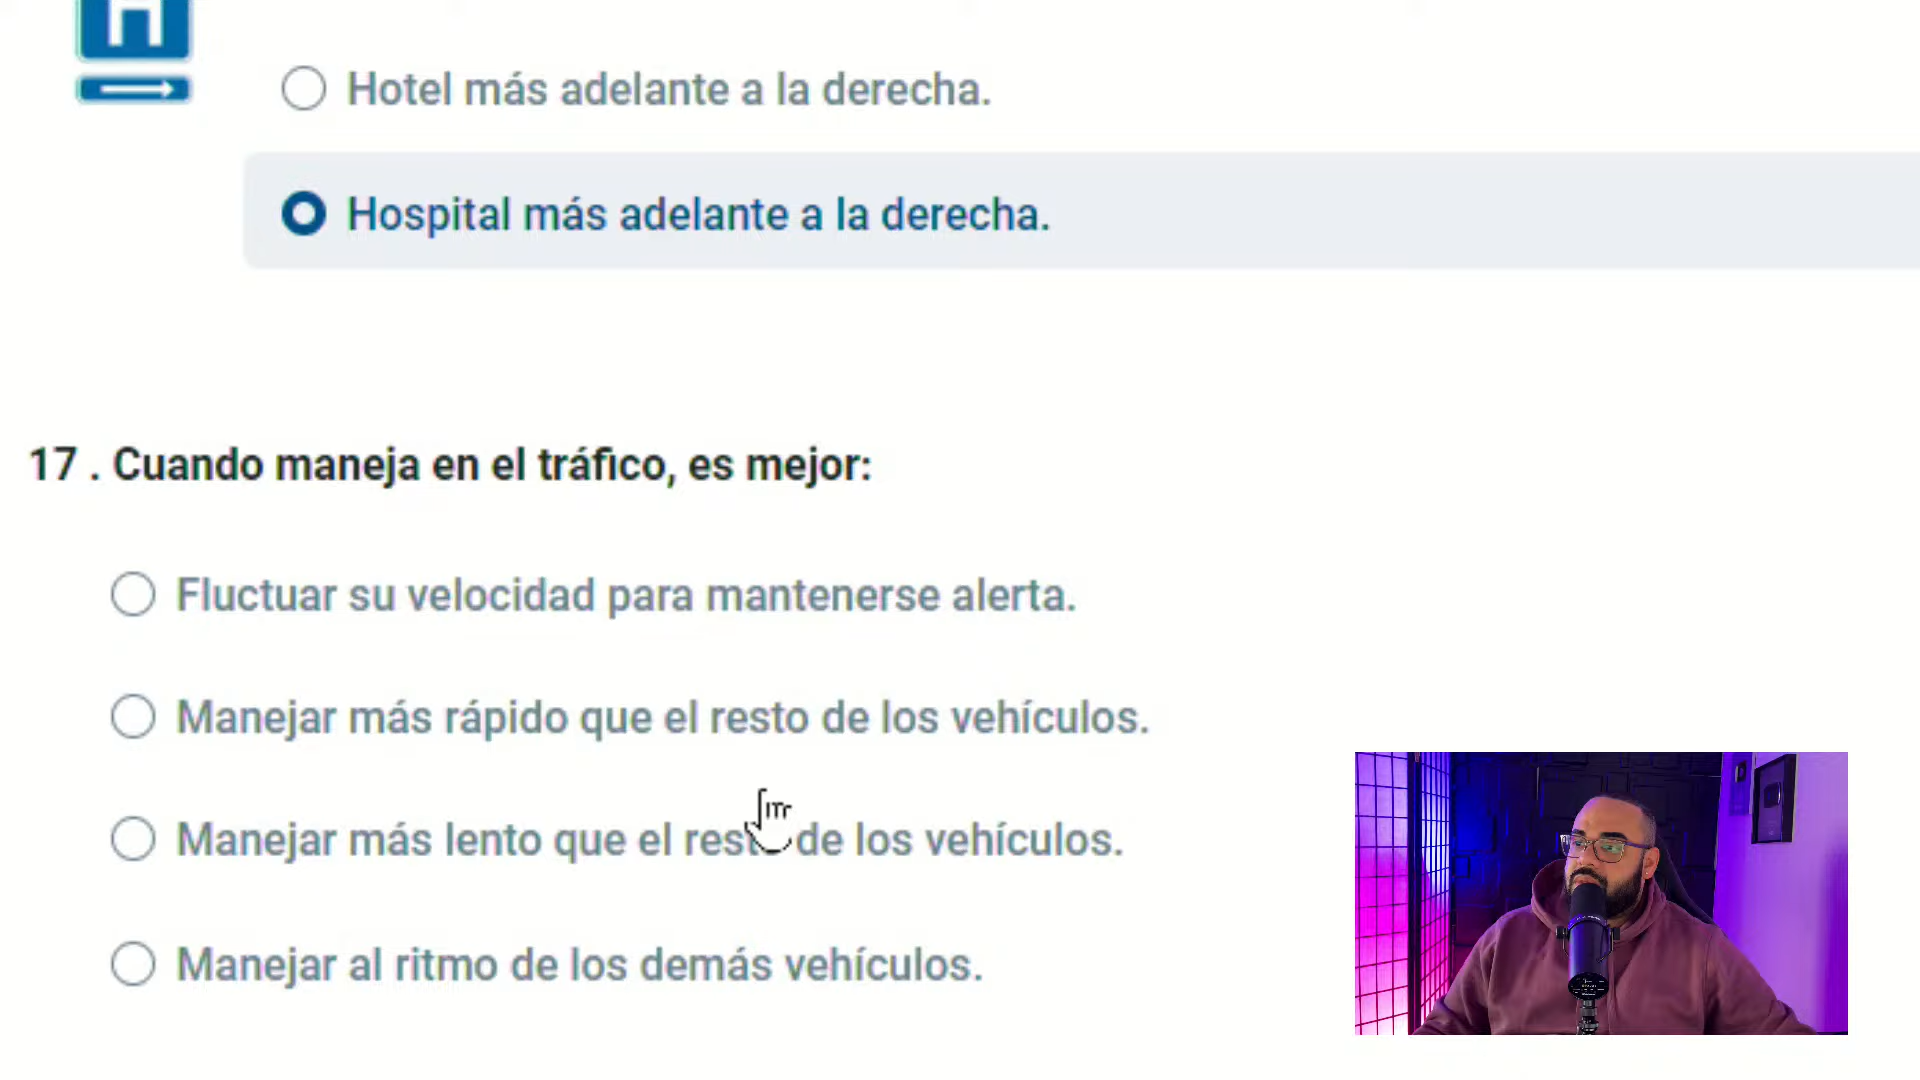 H
Hotel más adelante a la derecha.
Hospital más adelante a la derecha.
17 . Cuando maneja en el tráfico, es mejor:
Fluctuar su velocidad para mantenerse alerta.
Manejar más rápido que el resto de los vehículos.
Manejar más lento que el resto de los vehículos.
Manejar al ritmo de los demás vehículos.